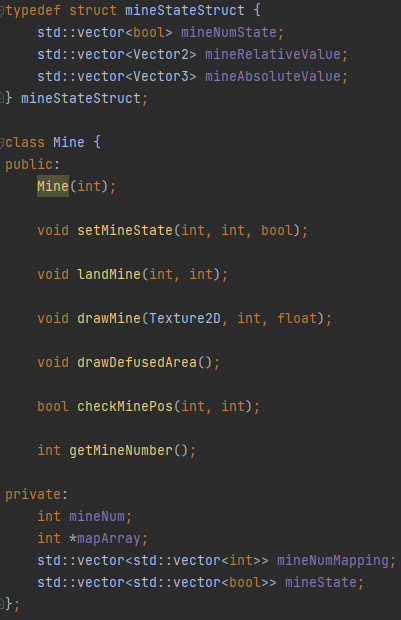 typedef struct mineStateStruct {
    std::vector<bool> mineNumState;
    std::vector<Vector2> mineRelativeValue;
    std::vector<Vector3> mineAbsoluteValue;
} mineStateStruct;
class Mine {
public:
    Mine(int);
    void setMineState(int, int, bool);
    void landMine(int, int);
    void drawMine(Texture2D, int, float);
    void drawDefusedArea();
    bool checkMinePos(int, int);
    int getMineNumber();
private:
    int mineNum;
    int *mapArray;
    std::vector<std::vector<int>> mineNumMapping;
    std::vector<std::vector<bool>> mineState;
};